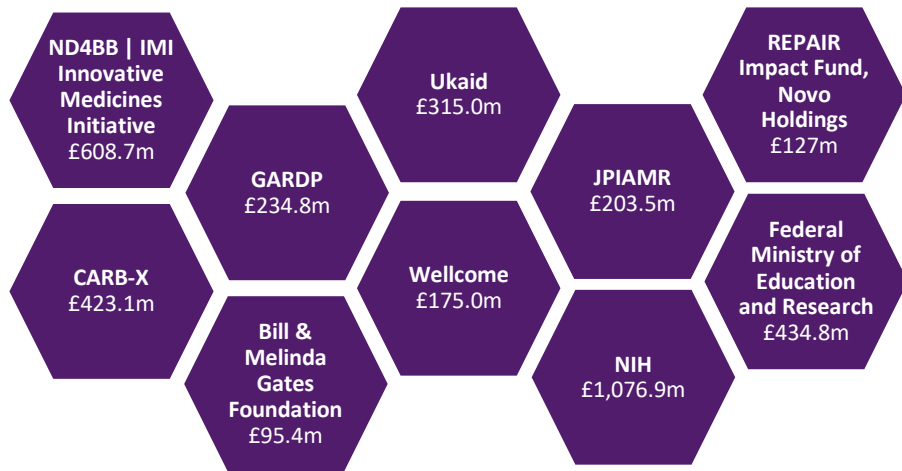 ND4BB | IMI
Innovative
Medicines
Initiative
£608.7m
Ukaid
£315.0m
REPAIR
Impact Fund,
Novo
Holdings
£127m
GARDP
£234.8m
JPIAMR
£203.5m
CARB-X
£423.1m
Wellcome
£175.0m
Federal
Ministry of
Education
and Research
£434.8m
Bill &
Melinda
Gates
Foundation
£95.4m
NIH
£1,076.9m